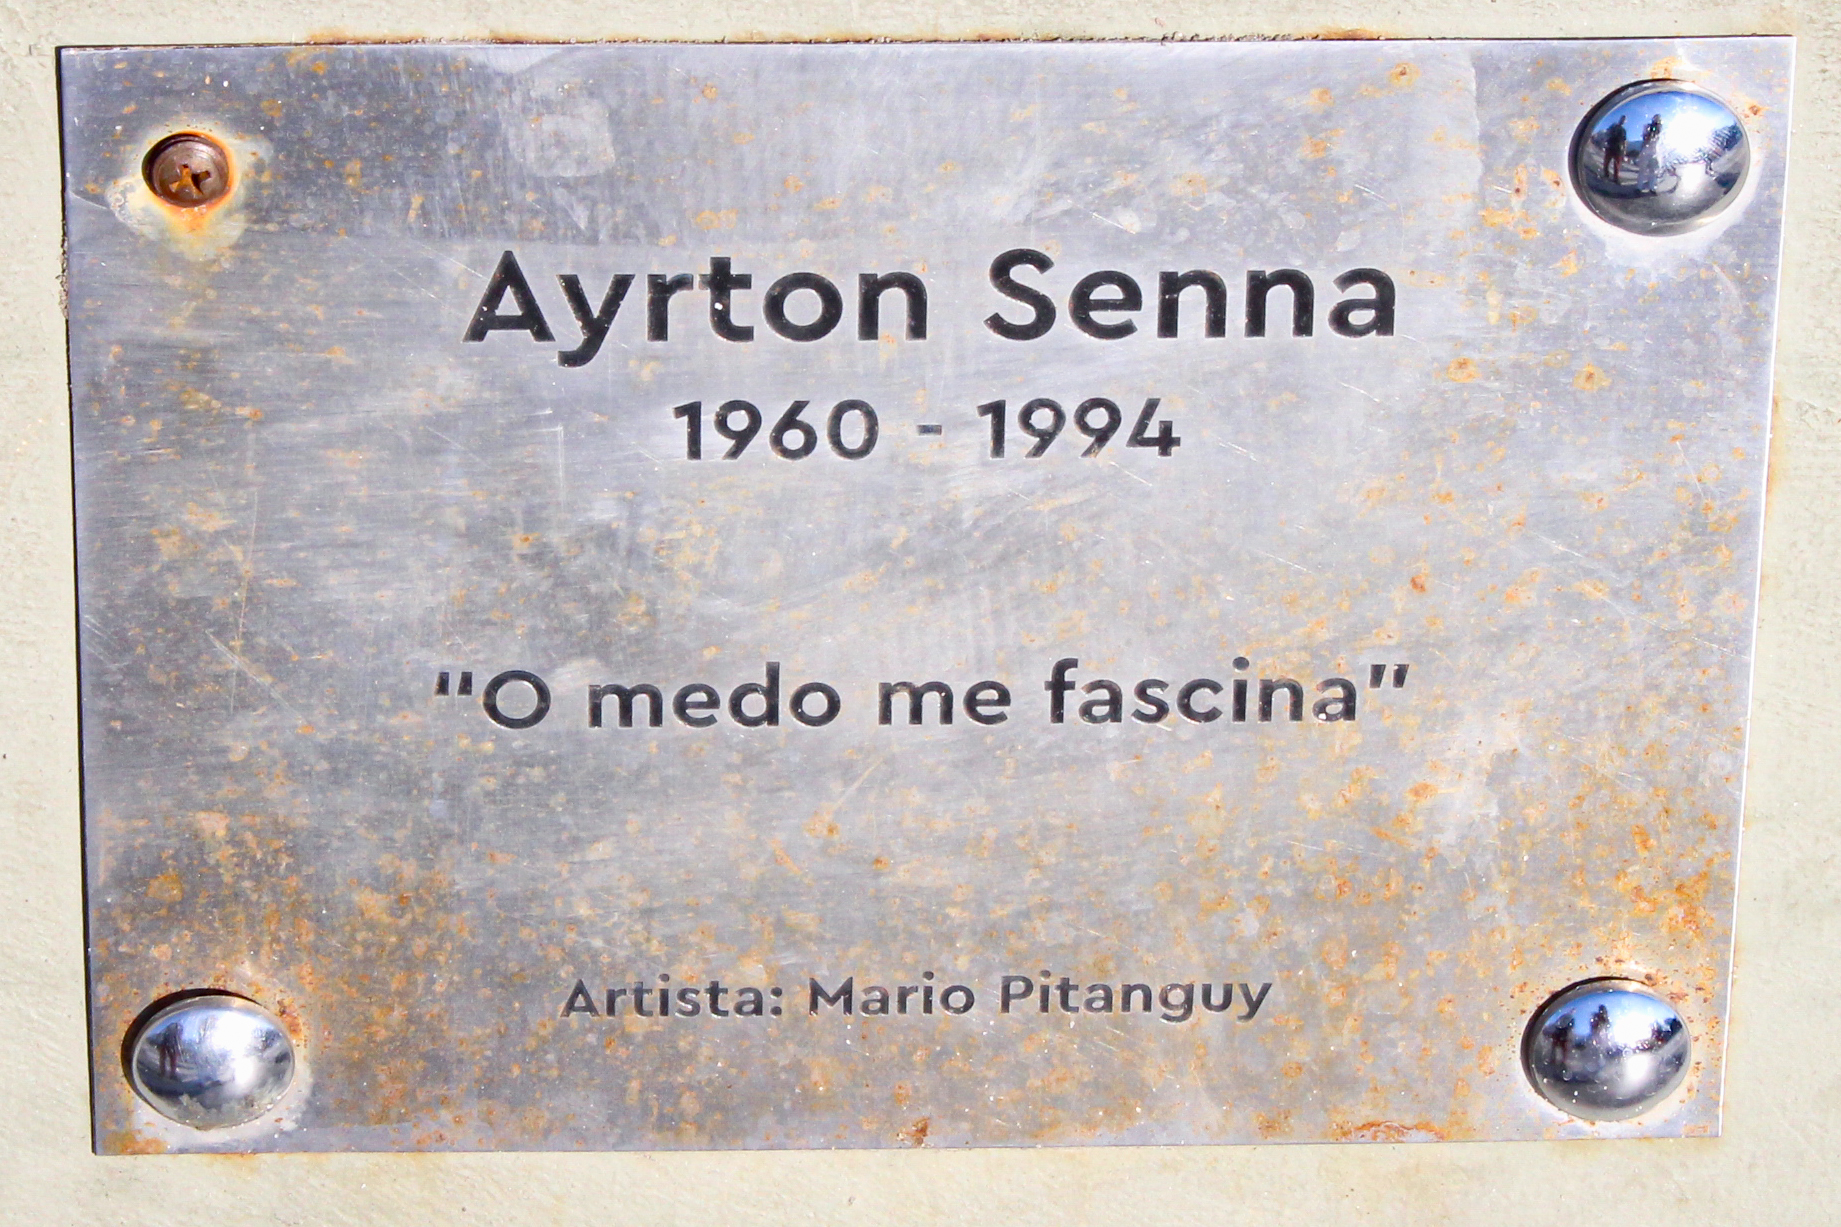 Ayrton Senna
1960 - 1994
"O medo me fascina"
Artista: Mario Pitanguy